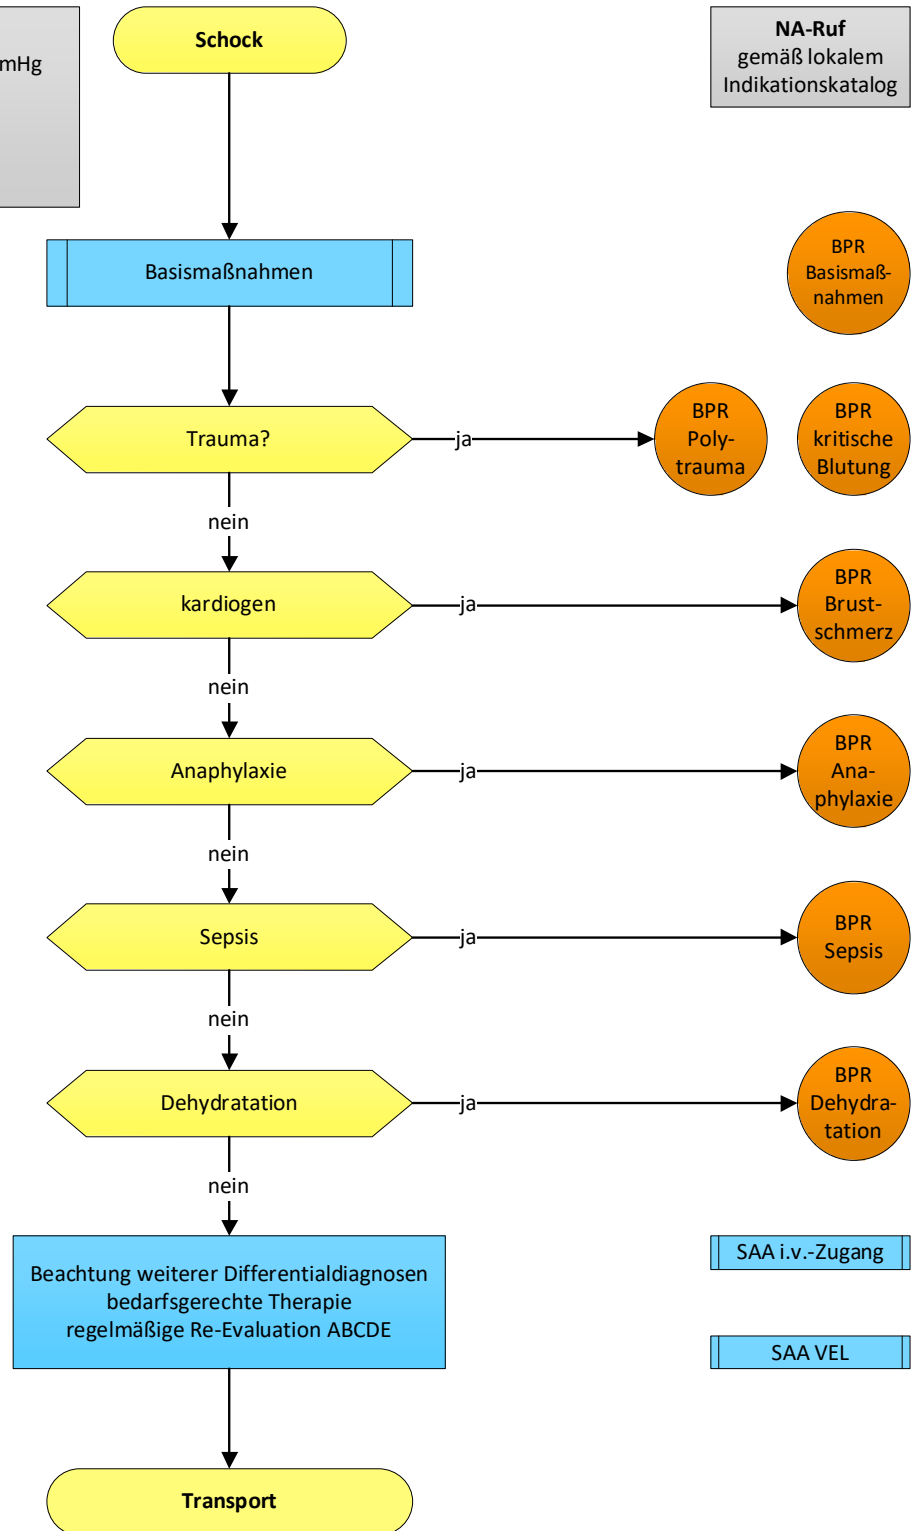 mmHg
Schock
NA-Ruf
gemäß lokalem
Indikationskatalog
Basismaßnahmen
BPR
Basismaß-
nahmen
Trauma?
ja
BPR
Poly-
trauma
BPR
kritische
Blutung
nein
kardiogen
ja
BPR
Brust-
schmerz
nein
Anaphylaxie
ja
BPR
Ana-
phylaxie
nein
Sepsis
ja
BPR
Sepsis
nein
Dehydratation
ja
BPR
Dehydra-
tation
nein
Beachtung weiterer Differentialdiagnosen
bedarfsgerechte Therapie
regelmäßige Re-Evaluation ABCDE
SAA i.v.-Zugang
SAA VEL
Transport